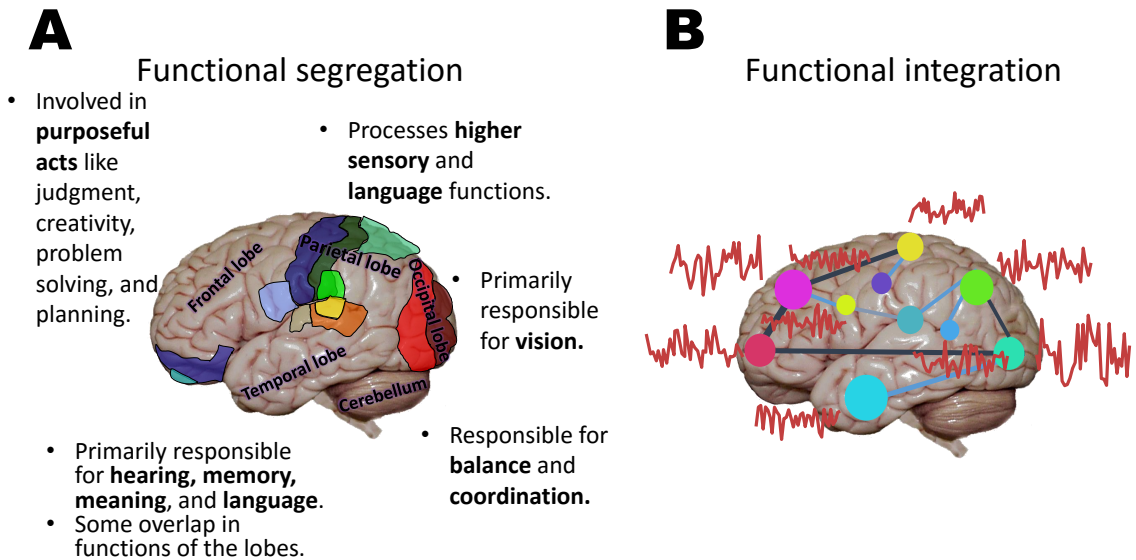 A
Functional segregation
• Involved in
purposeful
acts like
judgment,
creativity,
problem
solving, and
planning.
• Processes higher
sensory and
language functions.
Frontal lobe
Parietal lobe
Occipital lobe
Temporal lobe
Cerebellum
• Primarily
responsible
for vision.
• Primarily responsible
for hearing, memory,
meaning, and language.
• Some overlap in
functions of the lobes.
• Responsible for
balance and
coordination.
B
Functional integration